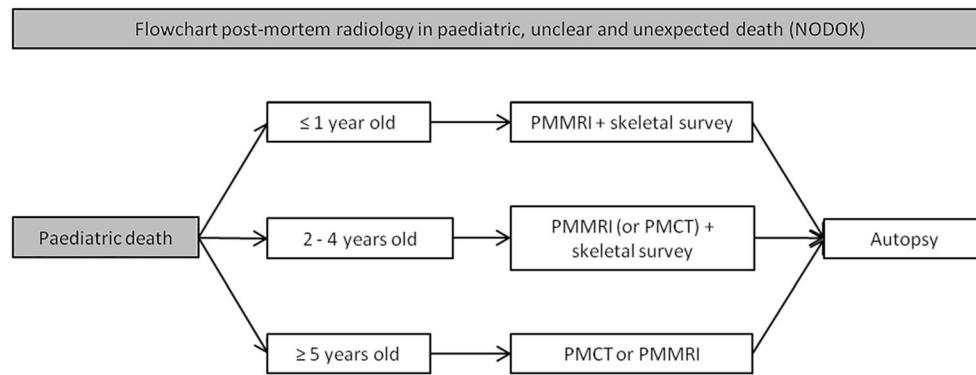 Flowchart post-mortem radiology in paediatric, unclear and unexpected death (NODOK)
≤ 1 year old
PMMRI + skeletal survey
Paediatric death
2 - 4 years old
PMMRI (or PMCT) +
skeletal survey
Autopsy
≥ 5 years old
PMCT or PMMRI